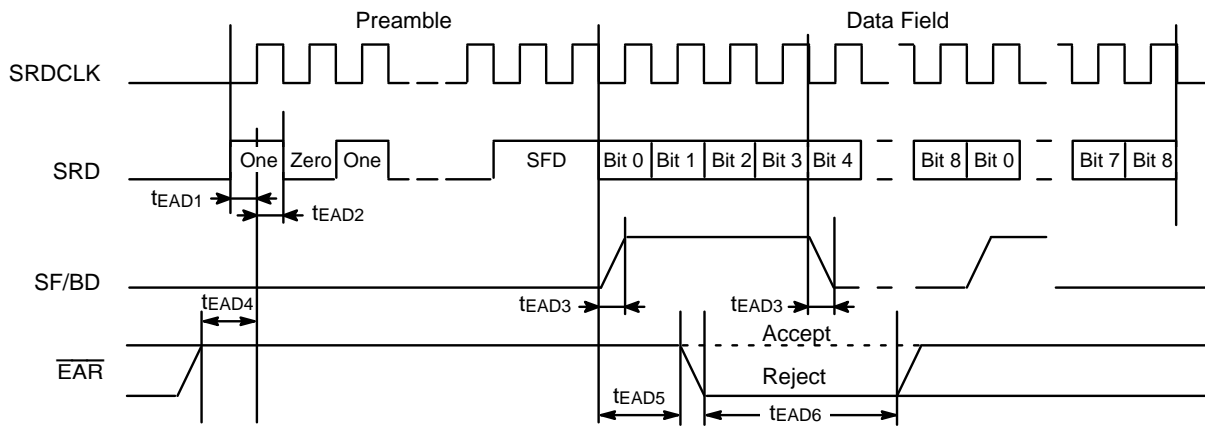 Preamble Data Field
SRDCLK
SRD One Zero One SFD Bit 0 Bit 1 Bit 2 Bit 3 Bit 4 Bit 8 Bit 0 Bit 7 Bit 8
tEAD1
tEAD2
SF/BD
tEAD4 tEAD3 tEAD3
Accept
EAR
Reject
tEAD5 tEAD6